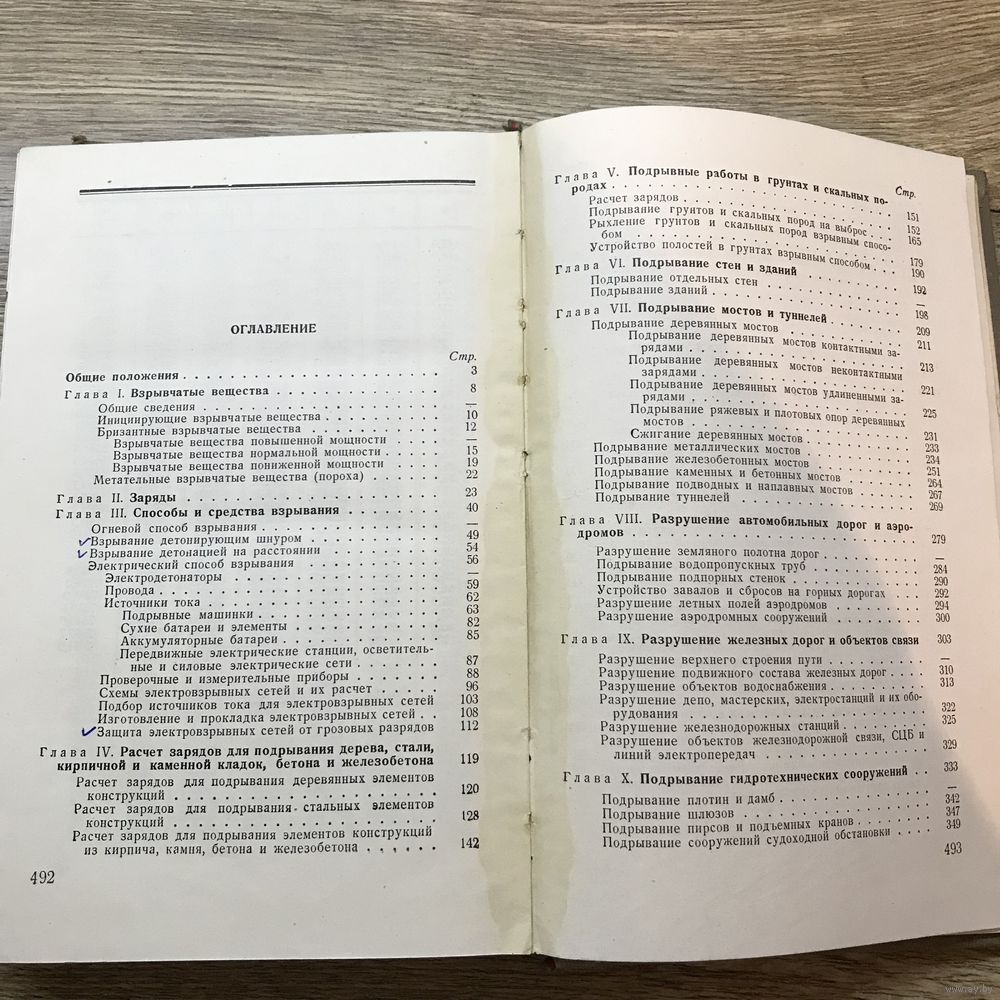 ОГЛАВЛЕНИЕ
Стр.
Общие положения . . . 3
Глава I. Взрывчатые вещества . . . 8
Общие сведения . . . —
Инициирующие взрывчатые вещества . . . 10
Бризантные взрывчатые вещества . . . 12
Взрывчатые вещества повышенной мощности . . . —
Взрывчатые вещества нормальной мощности . . . 15
Взрывчатые вещества пониженной мощности . . . 19
Метательные взрывчатые вещества (пороха) . . . 22
Глава II. Заряды . . . 23
Глава III. Способы и средства взрывания . . . 40
Огневой способ взрывания . . . —
Взрывание детонирующим шнуром . . . 49
Взрывание детонацией на расстоянии . . . 54
Электрический способ взрывания . . . 56
Электродетонаторы . . . —
Провода . . . 59
Источники тока . . . 62
Подрывные машинки . . . 63
Сухие батареи и элементы . . . 82
Аккумуляторные батареи . . . 85
Передвижные электрические станции, осветитель-
ные и силовые электрические сети . . . 87
Проверочные и измерительные приборы . . . 88
Схемы электровзрывных сетей и их расчет . . . 96
Подбор источников тока для электровзрывных сетей 103
Изготовление и прокладка электровзрывных сетей . . 108
Защита электровзрывных сетей от грозовых разрядов 112
Глава IV. Расчет зарядов для подрывания дерева, стали,
кирпичной и каменной кладок, бетона и железобетона 119
Расчет зарядов для подрывания деревянных элементов
конструкций . . . 120
Расчет зарядов для подрывания стальных элементов
конструкций . . . 128
Расчет зарядов для подрывания элементов конструкций
из кирпича, камня, бетона и железобетона . . . 142
492
Стр.
Глава V. Подрывные работы в грунтах и скальных по-
родах . . . 151
Расчет зарядов . . . 152
Подрывание грунтов и скальных пород на выброс . . . 165
Рыхление грунтов и скальных пород взрывным спосо-
бом . . . 179
Устройство полостей в грунтах взрывным способом . . . 190
Глава VI. Подрывание стен и зданий . . . 192
Подрывание отдельных стен . . . —
Подрывание зданий . . . 198
Глава VII. Подрывание мостов и туннелей . . . 209
Подрывание деревянных мостов . . . 211
Подрывание деревянных мостов контактными за-
рядами . . . 213
Подрывание деревянных мостов неконтактными
зарядами . . . 221
Подрывание деревянных мостов удлиненными за-
рядами . . . 225
Подрывание ряжевых и плотовых опор деревянных
мостов . . . 231
Сжигание деревянных мостов . . . 233
Подрывание металлических мостов . . . 234
Подрывание железобетонных мостов . . . 251
Подрывание каменных и бетонных мостов . . . 264
Подрывание подводных и наплавных мостов . . . 267
Подрывание туннелей . . . 269
Глава VIII. Разрушение автомобильных дорог и аэро-
дромов . . . 279
Разрушение земляного полотна дорог . . . —
Подрывание водопропускных труб . . . 284
Подрывание подпорных стенок . . . 290
Устройство завалов и сбросов на горных дорогах . . . 292
Разрушение летных полей аэродромов . . . 294
Разрушение аэродромных сооружений . . . 300
Глава IX. Разрушение железных дорог и объектов связи 303
Разрушение верхнего строения пути . . . —
Разрушение подвижного состава железных дорог . . . 310
Разрушение объектов водоснабжения . . . 313
Разрушение депо, мастерских, электростанций и их обо-
рудования . . . 322
Разрушение железнодорожных станций . . . 325
Разрушение объектов железнодорожной связи, СЦБ и
линий электропередач . . . 329
Глава X. Подрывание гидротехнических сооружений . . 333
Подрывание плотин и дамб . . . —
Подрывание шлюзов . . . 342
Подрывание пирсов и подъемных кранов . . . 347
Подрывание сооружений судоходной обстановки . . . 349
493
www.ay.by